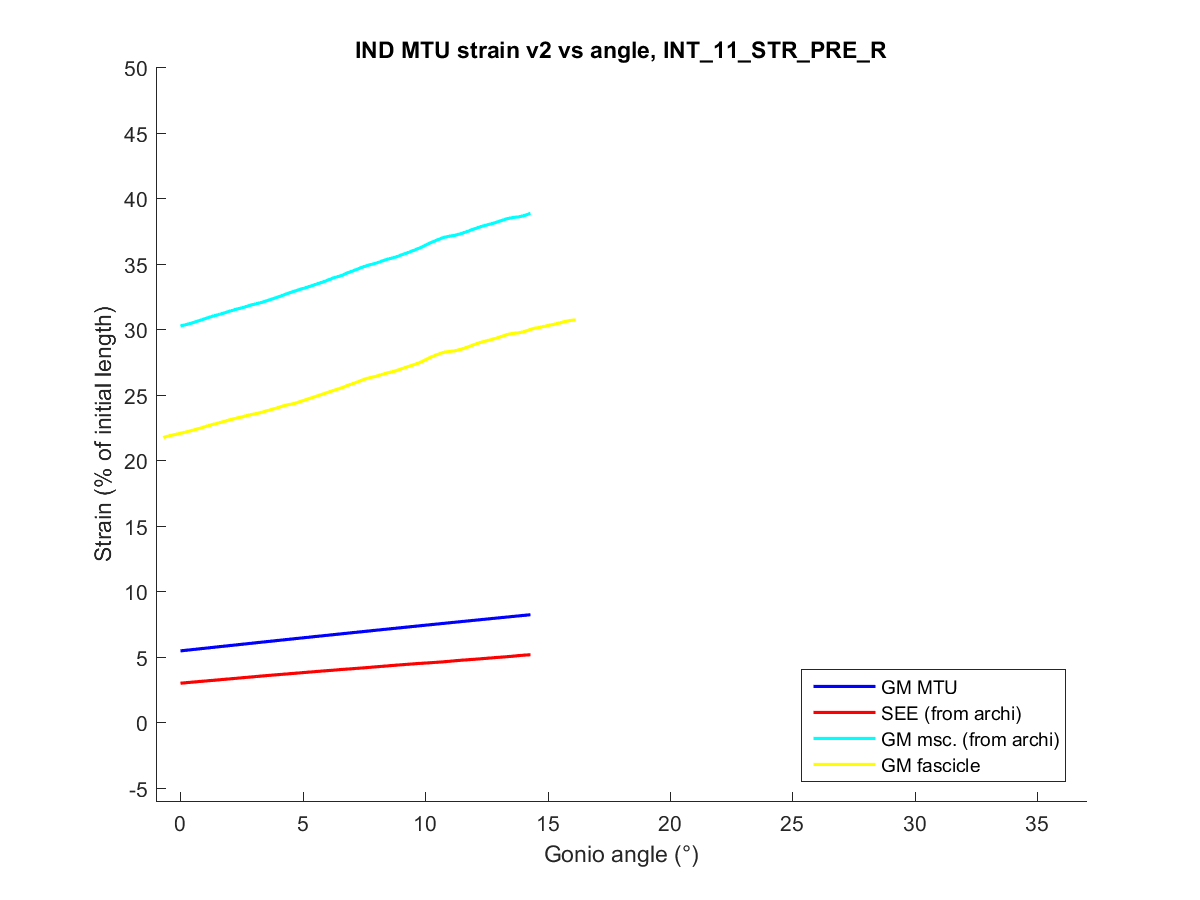 IND MTU strain v2 vs angle, INT_11_STR_PRE_R
50
45
40
35
30
25
20
15
10
5
0
-5
Strain (% of initial length)
0 5 10 15 20 25 30 35
Gonio angle (°)
GM MTU
SEE (from archi)
GM msc. (from archi)
GM fascicle